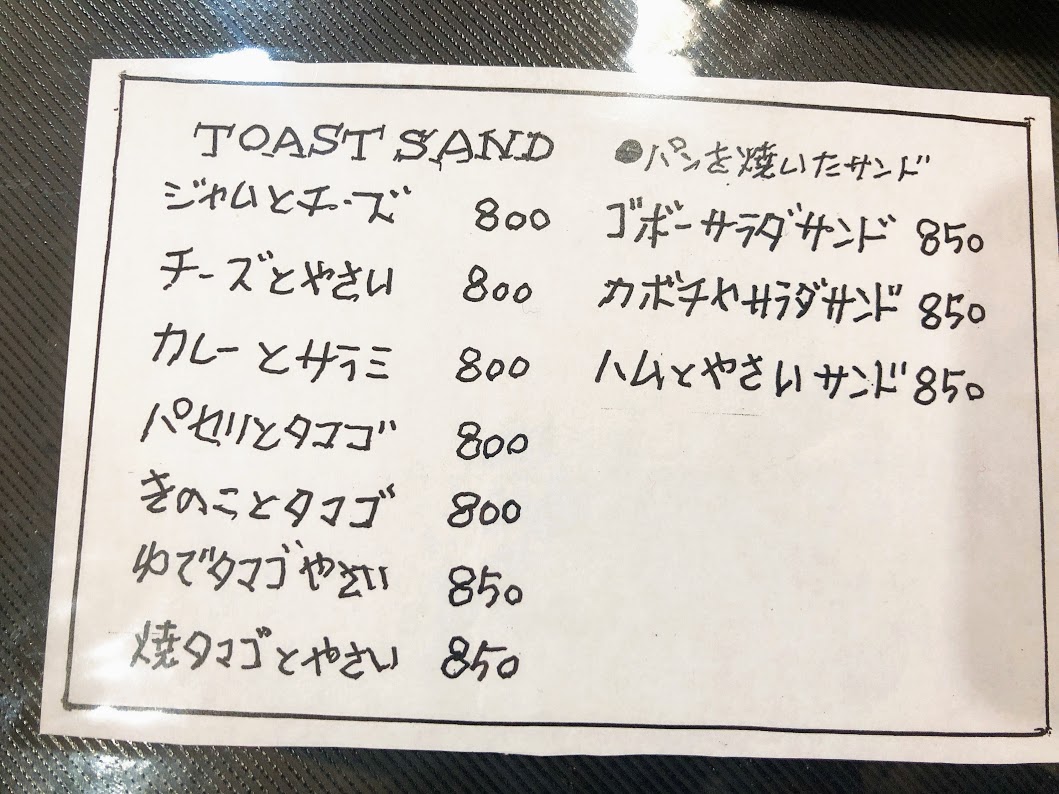 TOAST SAND
ジャムとチーズ 800
チーズとやさい 800
カレーとサラミ 800
パセリとタマゴ 800
きのことタマゴ 800
ゆでタマゴやさい 850
焼タマゴとやさい 850
●パンを焼いたサンド
ゴボーサラダサンド 850
カボチャサラダサンド 850
ハムとやさいサンド 850